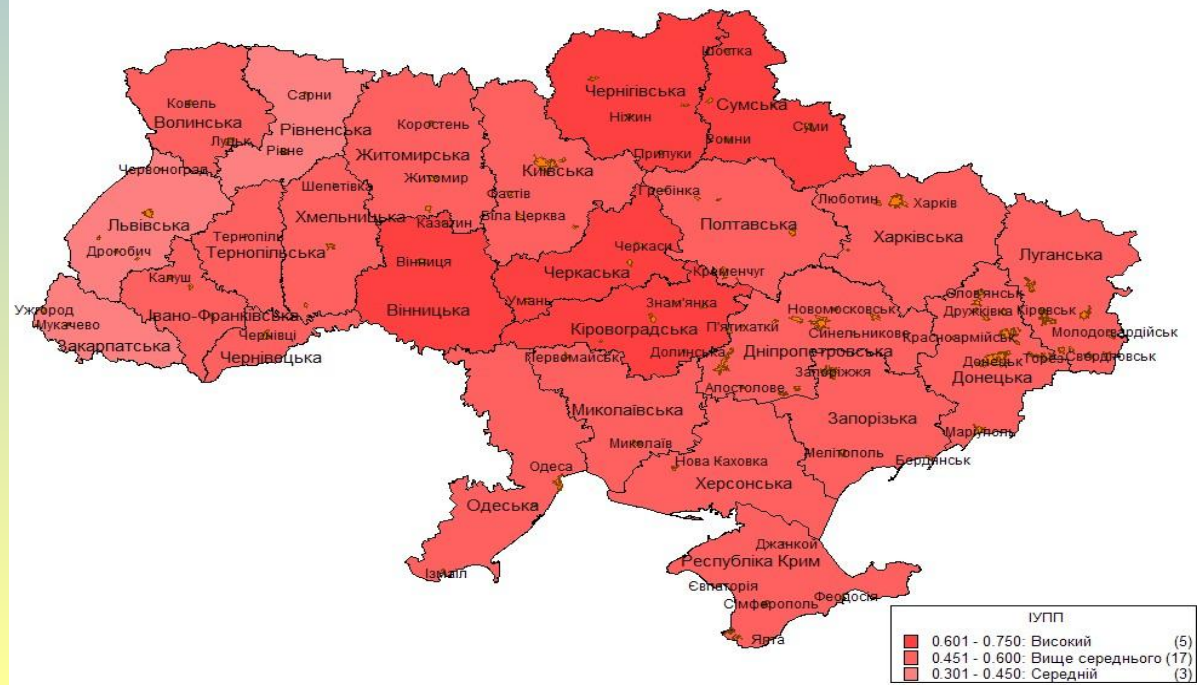 Шостка
Чернігівська
Сумська
Ніжин
Суми
Ромни
Прилуки
Сарни
Ковель
Волинська
Луцьк
Рівненська
Рівне
Коростень
Житомирська
Житомир
Київська
Фастів
Біла Церква
Гребінка
Полтавська
Люботин
Харків
Харківська
Луганська
Червоноград
Шепетівка
Львівська
Хмельницька
Казатин
Тернопіль
Тернопільська
Дрогобич
Калуш
Вінниця
Вінницька
Черкаси
Черкаська
Кременчуг
Умань
Знам'янка
Кіровоградська
П'ятихатки
Новомосковськ
Синельникове
Слов'янськ
Дружківка
Кіровськ
Молодогвардійськ
Красноармійськ
Ужгород
Мукачево
Закарпатська
Івано-Франківська
Чернівці
Чернівоцька
Первомайськ
Долинська
Дніпропетровська
Запоріжжя
Донецьк
Торез
Свердловськ
Донецька
Апостолове
Миколаївська
Запорізька
Маріуполь
Миколаїв
Мелітополь
Бердянськ
Одеса
Нова Каховка
Херсонська
Одеська
Ізмаїл
Джанкой
Республіка Крим
Євпаторія
Сімферополь
Феодосія
Ялта
ІУПП
0.601 - 0.750: Високий (5)
0.451 - 0.600: Вище середнього (17)
0.301 - 0.450: Середній (3)